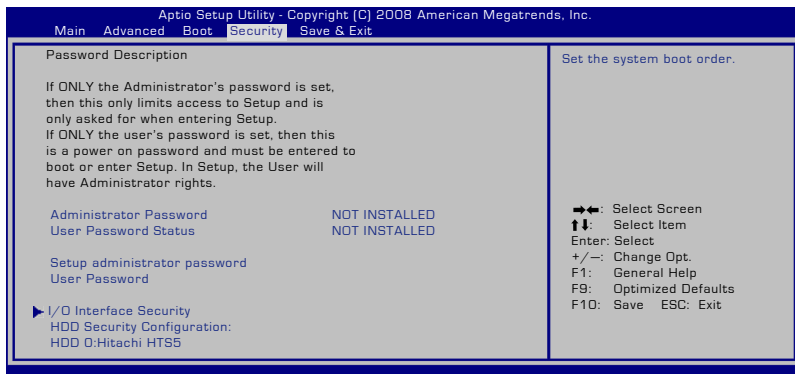 Aptio Setup Utility - Copyright (C) 2008 American Megatrends, Inc.
Main Advanced Boot Security Save & Exit
Password Description
If ONLY the Administrator's password is set,
then this only limits access to Setup and is
only asked for when entering Setup.
If ONLY the user's password is set, then this
is a power on password and must be entered to
boot or enter Setup. In Setup, the User will
have Administrator rights.
Administrator Password NOT INSTALLED
User Password Status NOT INSTALLED
Setup administrator password
User Password
I/O Interface Security
HDD Security Configuration:
HDD 0:Hitachi HTS5
Set the system boot order.
→←: Select Screen
↑↓: Select Item
Enter: Select
+/—: Change Opt.
F1: General Help
F9: Optimized Defaults
F10: Save ESC: Exit